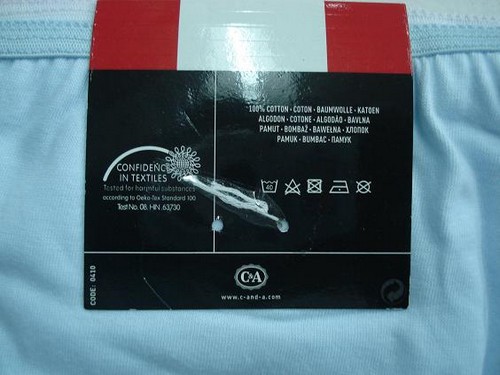 100% COTTON · COTON · BAUMWOLLE · KATOEN
ALGODON · COTONE · ALGODÃO · BAVLNA
PAMUT · BOMBAŽ · BAWEŁNA · ХЛОПОК
PAMUK · BUMBAC · ПАМУК
CONFIDENCE
IN TEXTILES
Tested for harmful substances
according to Oeko-Tex Standard 100
Test No. 08. HIN. 63730
40
C&A
www.c-and-a.com
CODE: 0410